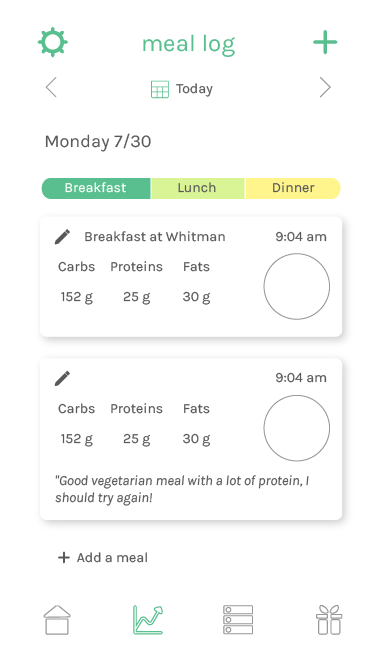 meal log
Today
Monday 7/30
Breakfast Lunch Dinner
Breakfast at Whitman 9:04 am
Carbs Proteins Fats
152 g 25 g 30 g
9:04 am
Carbs Proteins Fats
152 g 25 g 30 g
"Good vegetarian meal with a lot of protein, I
should try again!
+ Add a meal